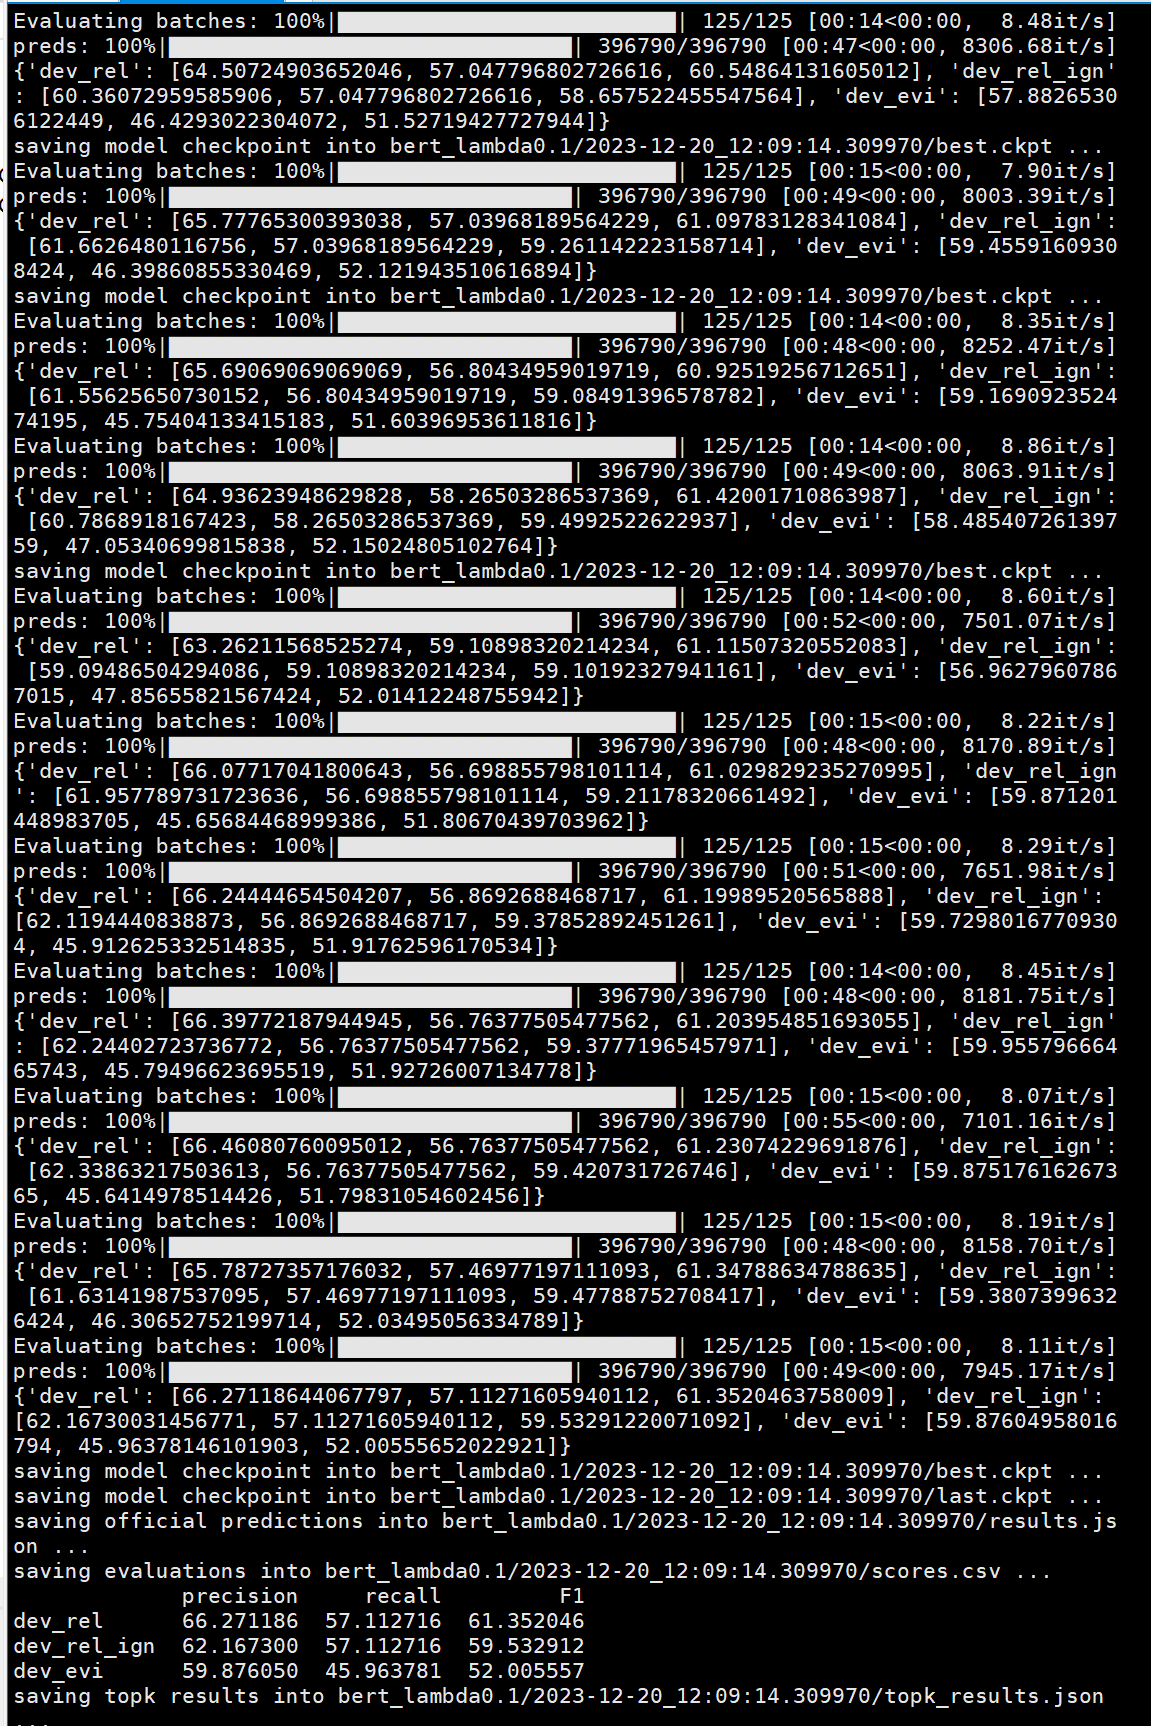 Evaluating batches: 100%|██████████| 125/125 [00:14<00:00,  8.48it/s]
preds: 100%|██████████| 396790/396790 [00:47<00:00, 8306.68it/s]
{'dev_rel': [64.50724903652046, 57.047796802726616, 60.54864131605012], 'dev_rel_ign'
: [60.36072959585906, 57.047796802726616, 58.657522455547564], 'dev_evi': [57.8826530
6122449, 46.4293022304072, 51.52719427727944]}
saving model checkpoint into bert_lambda0.1/2023-12-20_12:09:14.309970/best.ckpt ...
Evaluating batches: 100%|██████████| 125/125 [00:15<00:00,  7.90it/s]
preds: 100%|██████████| 396790/396790 [00:49<00:00, 8003.39it/s]
{'dev_rel': [65.77765300393038, 57.03968189564229, 61.09783128341084], 'dev_rel_ign':
 [61.6626480116756, 57.03968189564229, 59.261142223158714], 'dev_evi': [59.4559160930
8424, 46.39860855330469, 52.121943510616894]}
saving model checkpoint into bert_lambda0.1/2023-12-20_12:09:14.309970/best.ckpt ...
Evaluating batches: 100%|██████████| 125/125 [00:14<00:00,  8.35it/s]
preds: 100%|██████████| 396790/396790 [00:48<00:00, 8252.47it/s]
{'dev_rel': [65.69069069069069, 56.80434959019719, 60.92519256712651], 'dev_rel_ign':
 [61.55625650730152, 56.80434959019719, 59.08491396578782], 'dev_evi': [59.1690923524
74195, 45.75404133415183, 51.60396953611816]}
Evaluating batches: 100%|██████████| 125/125 [00:14<00:00,  8.86it/s]
preds: 100%|██████████| 396790/396790 [00:49<00:00, 8063.91it/s]
{'dev_rel': [64.93623948629828, 58.26503286537369, 61.42001710863987], 'dev_rel_ign':
 [60.7868918167423, 58.26503286537369, 59.4992522622937], 'dev_evi': [58.485407261397
59, 47.05340699815838, 52.15024805102764]}
saving model checkpoint into bert_lambda0.1/2023-12-20_12:09:14.309970/best.ckpt ...
Evaluating batches: 100%|██████████| 125/125 [00:14<00:00,  8.60it/s]
preds: 100%|██████████| 396790/396790 [00:52<00:00, 7501.07it/s]
{'dev_rel': [63.26211568525274, 59.10898320214234, 61.11507320552083], 'dev_rel_ign':
 [59.09486504294086, 59.10898320214234, 59.10192327941161], 'dev_evi': [56.9627960786
7015, 47.85655821567424, 52.01412248755942]}
Evaluating batches: 100%|██████████| 125/125 [00:15<00:00,  8.22it/s]
preds: 100%|██████████| 396790/396790 [00:48<00:00, 8170.89it/s]
{'dev_rel': [66.07717041800643, 56.698855798101114, 61.029829235270995], 'dev_rel_ign
': [61.957789731723636, 56.698855798101114, 59.21178320661492], 'dev_evi': [59.871201
448983705, 45.65684468999386, 51.80670439703962]}
Evaluating batches: 100%|██████████| 125/125 [00:15<00:00,  8.29it/s]
preds: 100%|██████████| 396790/396790 [00:51<00:00, 7651.98it/s]
{'dev_rel': [66.24444654504207, 56.8692688468717, 61.19989520565888], 'dev_rel_ign':
[62.1194440838873, 56.8692688468717, 59.37852892451261], 'dev_evi': [59.7298016770930
4, 45.912625332514835, 51.91762596170534]}
Evaluating batches: 100%|██████████| 125/125 [00:14<00:00,  8.45it/s]
preds: 100%|██████████| 396790/396790 [00:48<00:00, 8181.75it/s]
{'dev_rel': [66.39772187944945, 56.76377505477562, 61.203954851693055], 'dev_rel_ign'
: [62.24402723736772, 56.76377505477562, 59.37771965457971], 'dev_evi': [59.955796664
65743, 45.79496623695519, 51.92726007134778]}
Evaluating batches: 100%|██████████| 125/125 [00:15<00:00,  8.07it/s]
preds: 100%|██████████| 396790/396790 [00:55<00:00, 7101.16it/s]
{'dev_rel': [66.46080760095012, 56.76377505477562, 61.23074229691876], 'dev_rel_ign':
 [62.33863217503613, 56.76377505477562, 59.420731726746], 'dev_evi': [59.875176162673
65, 45.6414978514426, 51.79831054602456]}
Evaluating batches: 100%|██████████| 125/125 [00:15<00:00,  8.19it/s]
preds: 100%|██████████| 396790/396790 [00:48<00:00, 8158.70it/s]
{'dev_rel': [65.78727357176032, 57.46977197111093, 61.34788634788635], 'dev_rel_ign':
 [61.63141987537095, 57.46977197111093, 59.47788752708417], 'dev_evi': [59.3807399632
6424, 46.30652752199714, 52.03495056334789]}
Evaluating batches: 100%|██████████| 125/125 [00:15<00:00,  8.11it/s]
preds: 100%|██████████| 396790/396790 [00:49<00:00, 7945.17it/s]
{'dev_rel': [66.27118644067797, 57.11271605940112, 61.3520463758009], 'dev_rel_ign':
[62.16730031456771, 57.11271605940112, 59.53291220071092], 'dev_evi': [59.87604958016
794, 45.96378146101903, 52.00555652022921]}
saving model checkpoint into bert_lambda0.1/2023-12-20_12:09:14.309970/best.ckpt ...
saving model checkpoint into bert_lambda0.1/2023-12-20_12:09:14.309970/last.ckpt ...
saving official predictions into bert_lambda0.1/2023-12-20_12:09:14.309970/results.js
on ...
saving evaluations into bert_lambda0.1/2023-12-20_12:09:14.309970/scores.csv ...
             precision     recall         F1
dev_rel      66.271186  57.112716  61.352046
dev_rel_ign  62.167300  57.112716  59.532912
dev_evi      59.876050  45.963781  52.005557
saving topk results into bert_lambda0.1/2023-12-20_12:09:14.309970/topk_results.json
...